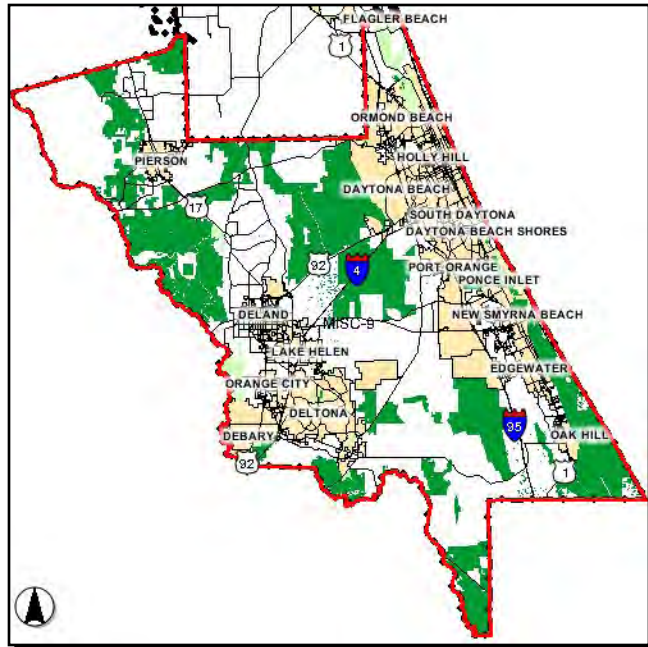 FLAGLER BEACH
1
ORMOND BEACH
HOLLY HILL
PIERSON
DAYTONA BEACH
17
SOUTH DAYTONA
DAYTONA BEACH SHORES
92
4
PORT ORANGE
PONCE INLET
DELAND
MISC-9
NEW SMYRNA BEACH
LAKE HELEN
EDGEWATER
ORANGE CITY
DELTONA
95
DEBARY
OAK HILL
92
1